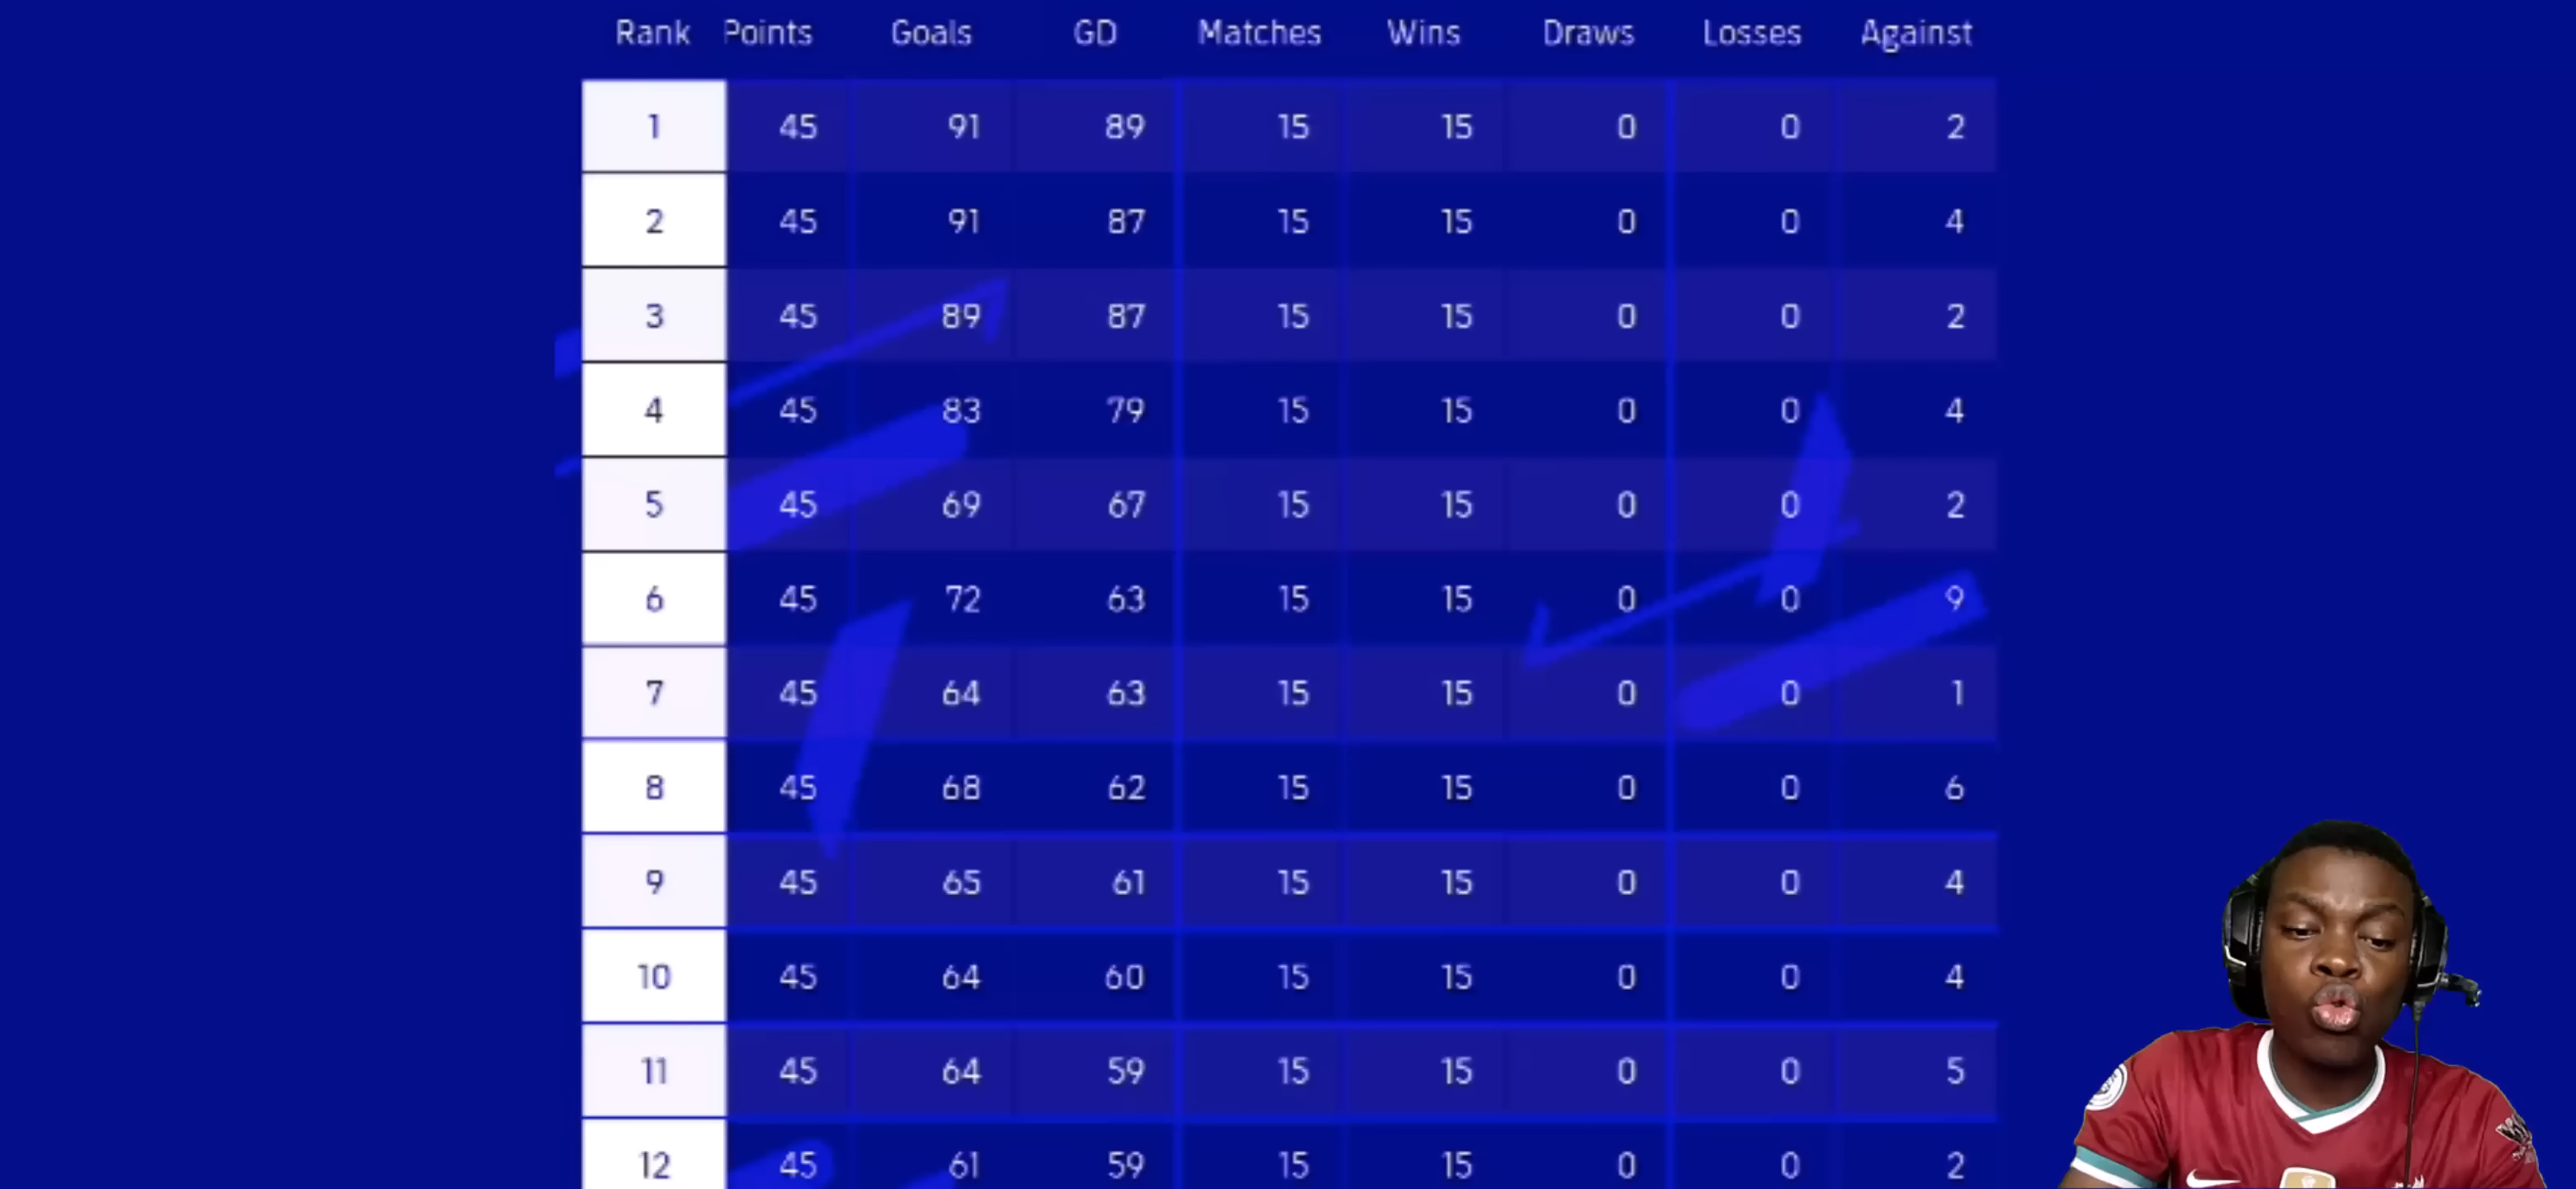 Rank Points Goals GD Matches Wins Draws Losses Against
1 45 91 89 15 15 0 0 2
2 45 91 87 15 15 0 0 4
3 45 89 87 15 15 0 0 2
4 45 83 79 15 15 0 0 4
5 45 69 67 15 15 0 0 2
6 45 72 63 15 15 0 0 9
7 45 64 63 15 15 0 0 1
8 45 68 62 15 15 0 0 6
9 45 65 61 15 15 0 0 4
10 45 64 60 15 15 0 0 4
11 45 64 59 15 15 0 0 5
12 45 61 59 15 15 0 0 2